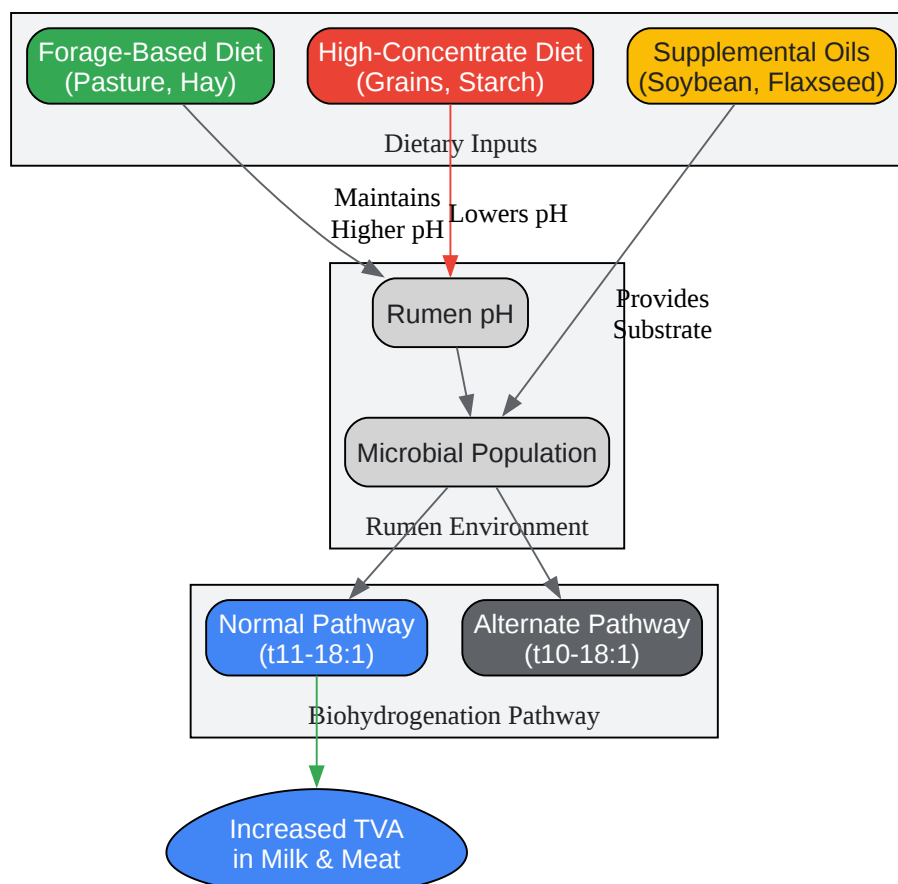 Forage-Based Diet
(Pasture, Hay)
High-Concentrate Diet
(Grains, Starch)
Supplemental Oils
(Soybean, Flaxseed)
Dietary Inputs
Maintains
Higher pH
Lowers pH
Provides
Substrate
Rumen pH
Microbial Population
Rumen Environment
Normal Pathway
(t11-18:1)
Alternate Pathway
(t10-18:1)
Biohydrogenation Pathway
Increased TVA
in Milk & Meat